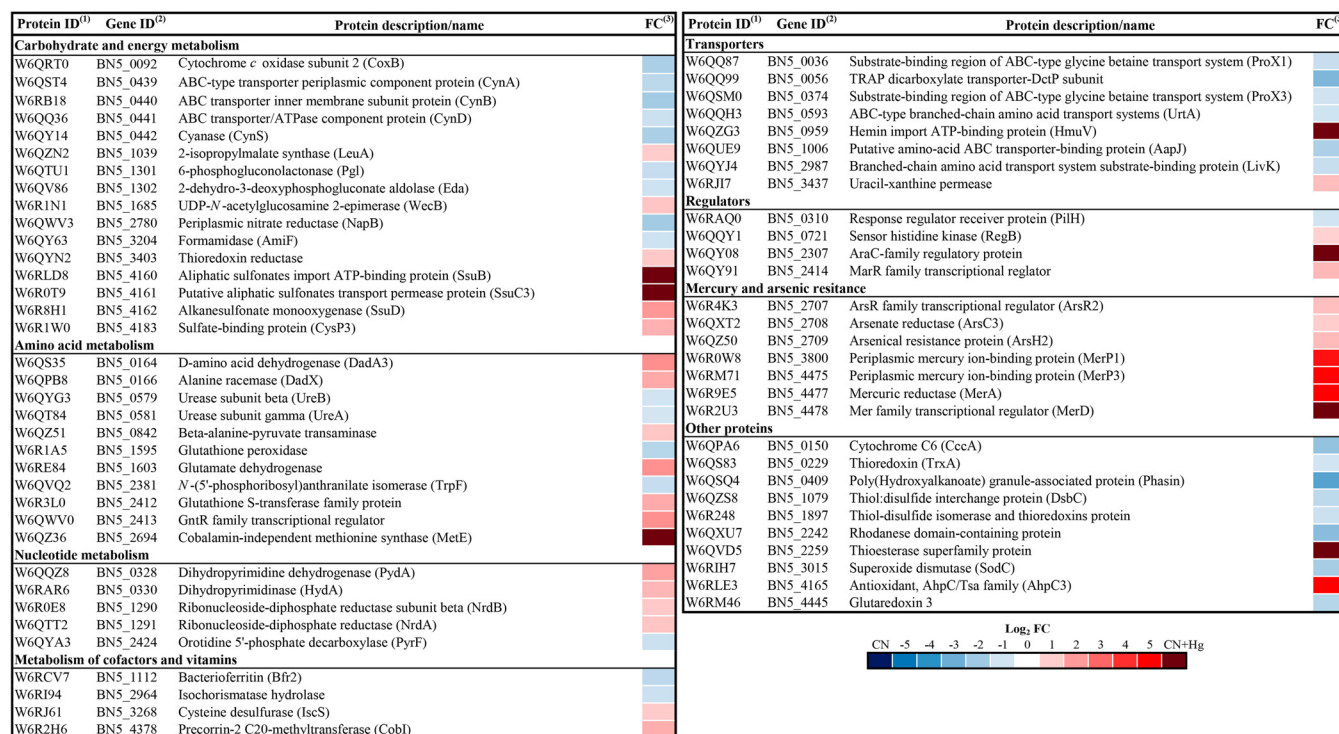 Protein ID(1) Gene ID(2) Protein description/name FC(3)
Carbohydrate and energy metabolism
W6QRT0 BN5_0092 Cytochrome c oxidase subunit 2 (CoxB)
W6QST4 BN5_0439 ABC-type transporter periplasmic component protein (CynA)
W6RB18 BN5_0440 ABC transporter inner membrane subunit protein (CynB)
W6QQ36 BN5_0441 ABC transporter/ATPase component protein (CynD)
W6QY14 BN5_0442 Cyanase (CynS)
W6QZN2 BN5_1039 2-isopropylmalate synthase (LeuA)
W6QTU1 BN5_1301 6-phosphogluconolactonase (Pgl)
W6QV86 BN5_1302 2-dehydro-3-deoxyphosphogluconate aldolase (Eda)
W6R1N1 BN5_1685 UDP-N-acetylglucosamine 2-epimerase (WecB)
W6QWV3 BN5_2780 Periplasmic nitrate reductase (NapB)
W6QY63 BN5_3204 Formamidase (AmiF)
W6QYN2 BN5_3403 Thioredoxin reductase
W6RLD8 BN5_4160 Aliphatic sulfonates import ATP-binding protein (SsuB)
W6R0T9 BN5_4161 Putative aliphatic sulfonates transport permease protein (SsuC3)
W6R8H1 BN5_4162 Alkanesulfonate monooxygenase (SsuD)
W6R1W0 BN5_4183 Sulfate-binding protein (CysP3)
Amino acid metabolism
W6QS35 BN5_0164 D-amino acid dehydrogenase (DadA3)
W6QPB8 BN5_0166 Alanine racemase (DadX)
W6QYG3 BN5_0579 Urease subunit beta (UreB)
W6QT84 BN5_0581 Urease subunit gamma (UreA)
W6QZ51 BN5_0842 Beta-alanine-pyruvate transaminase
W6R1A5 BN5_1595 Glutathione peroxidase
W6RE84 BN5_1603 Glutamate dehydrogenase
W6QVQ2 BN5_2381 N-(5'-phosphoribosyl)anthranilate isomerase (TrpF)
W6R3L0 BN5_2412 Glutathione S-transferase family protein
W6QWV0 BN5_2413 GntR family transcriptional regulator
W6QZ36 BN5_2694 Cobalamin-independent methionine synthase (MetE)
Nucleotide metabolism
W6QQZ8 BN5_0328 Dihydropyrimidine dehydrogenase (PydA)
W6RAR6 BN5_0330 Dihydropyrimidinase (HydA)
W6R0E8 BN5_1290 Ribonucleoside-diphosphate reductase subunit beta (NrdB)
W6QTT2 BN5_1291 Ribonucleoside-diphosphate reductase (NrdA)
W6QYA3 BN5_2424 Orotidine 5'-phosphate decarboxylase (PyrF)
Metabolism of cofactors and vitamins
W6RCV7 BN5_1112 Bacterioferritin (Bfr2)
W6RI94 BN5_2964 Isochorismatase hydrolase
W6RJ61 BN5_3268 Cysteine desulfurase (IscS)
W6R2H6 BN5_4378 Precorrin-2 C20-methyltransferase (CobI)
Protein ID(1) Gene ID(2) Protein description/name FC(3
Transporters
W6QQ87 BN5_0036 Substrate-binding region of ABC-type glycine betaine transport system (ProX1)
W6QQ99 BN5_0056 TRAP dicarboxylate transporter-DctP subunit
W6QSM0 BN5_0374 Substrate-binding region of ABC-type glycine betaine transport system (ProX3)
W6QQH3 BN5_0593 ABC-type branched-chain amino acid transport systems (UrtA)
W6QZG3 BN5_0959 Hemin import ATP-binding protein (HmuV)
W6QUE9 BN5_1006 Putative amino-acid ABC transporter-binding protein (AapJ)
W6QYJ4 BN5_2987 Branched-chain amino acid transport system substrate-binding protein (LivK)
W6RJI7 BN5_3437 Uracil-xanthine permease
Regulators
W6RAQ0 BN5_0310 Response regulator receiver protein (PilH)
W6QQY1 BN5_0721 Sensor histidine kinase (RegB)
W6QY08 BN5_2307 AraC-family regulatory protein
W6QY91 BN5_2414 MarR family transcriptional reglator
Mercury and arsenic resitance
W6R4K3 BN5_2707 ArsR family transcriptional regulator (ArsR2)
W6QXT2 BN5_2708 Arsenate reductase (ArsC3)
W6QZ50 BN5_2709 Arsenical resistance protein (ArsH2)
W6R0W8 BN5_3800 Periplasmic mercury ion-binding protein (MerP1)
W6RM71 BN5_4475 Periplasmic mercury ion-binding protein (MerP3)
W6R9E5 BN5_4477 Mercuric reductase (MerA)
W6R2U3 BN5_4478 Mer family transcriptional regulator (MerD)
Other proteins
W6QPA6 BN5_0150 Cytochrome C6 (CccA)
W6QS83 BN5_0229 Thioredoxin (TrxA)
W6QSQ4 BN5_0409 Poly(Hydroxyalkanoate) granule-associated protein (Phasin)
W6QZS8 BN5_1079 Thiol:disulfide interchange protein (DsbC)
W6R248 BN5_1897 Thiol-disulfide isomerase and thioredoxins protein
W6QXU7 BN5_2242 Rhodanese domain-containing protein
W6QVD5 BN5_2259 Thioesterase superfamily protein
W6RIH7 BN5_3015 Superoxide dismutase (SodC)
W6RLE3 BN5_4165 Antioxidant, AhpC/Tsa family (AhpC3)
W6RM46 BN5_4445 Glutaredoxin 3
Log2 FC
CN -5 -4 -3 -2 -1 0 1 2 3 4 5 CN+Hg